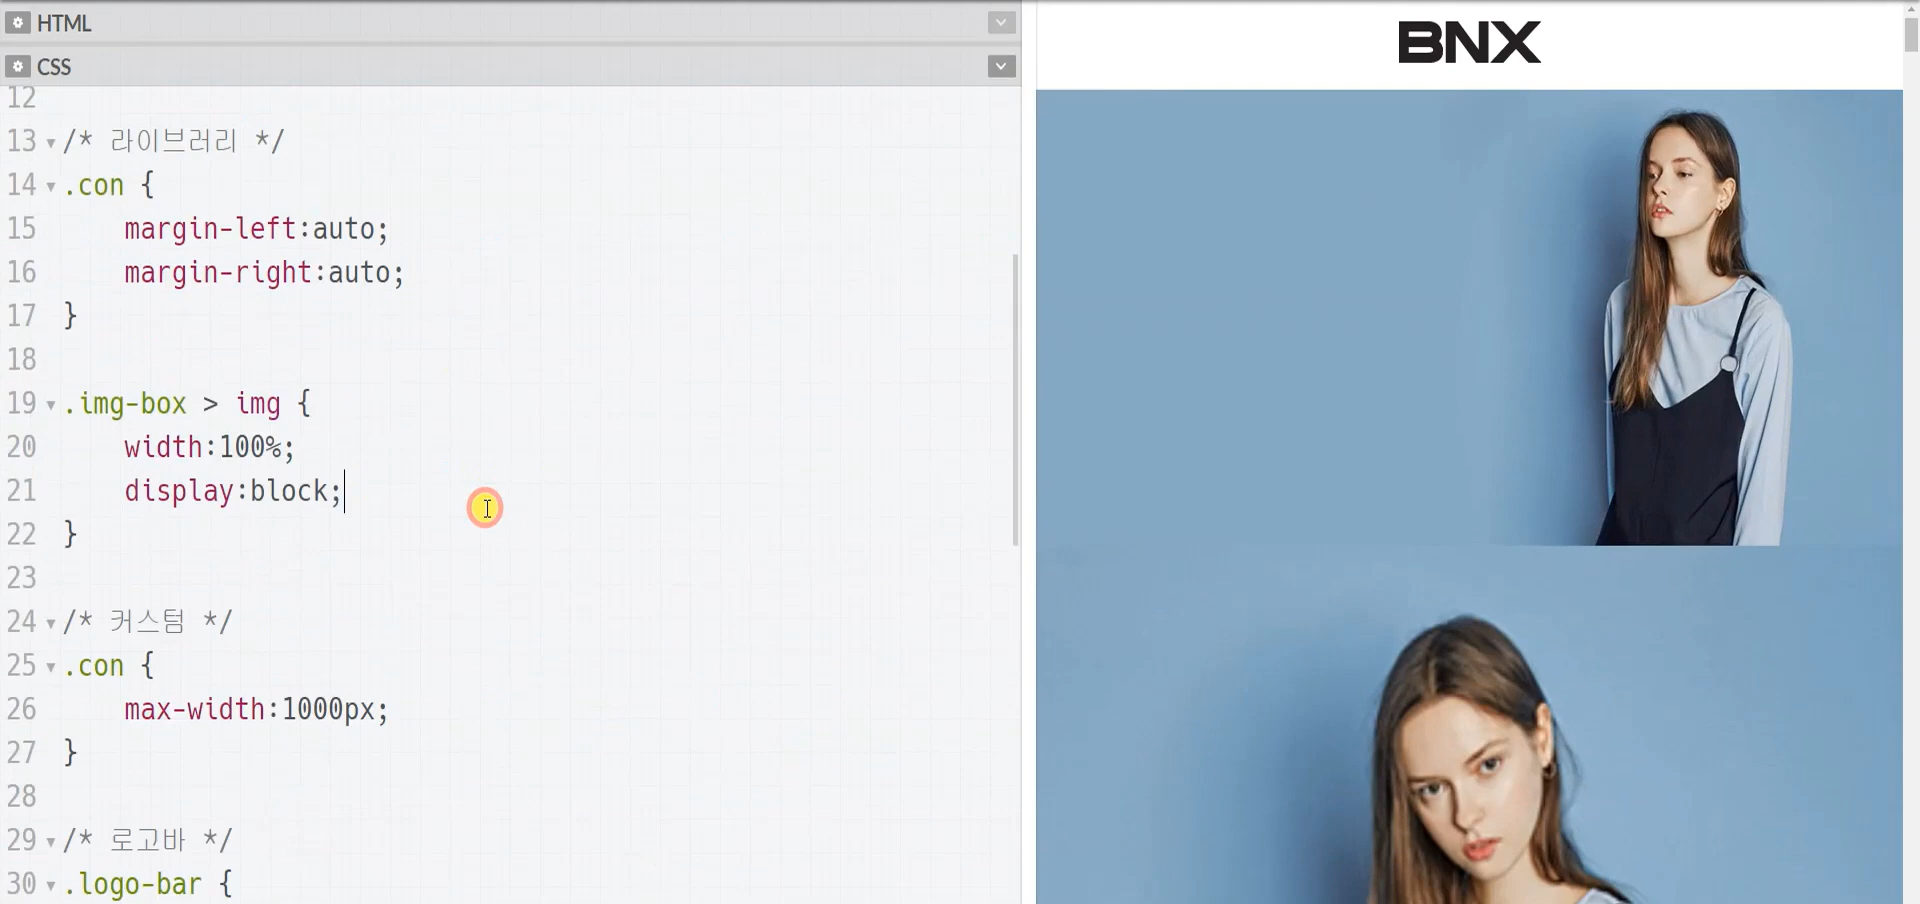 HTML
CSS
12
13 /* 라이브러리 */
14 .con {
15 margin-left:auto;
16 margin-right:auto;
17 }
18
19 .img-box > img {
20 width:100%;
21 display:block;
22 }
23
24 /* 커스텀 */
25 .con {
26 max-width:1000px;
27 }
28
29 /* 로고바 */
30 .logo-bar {
BNX